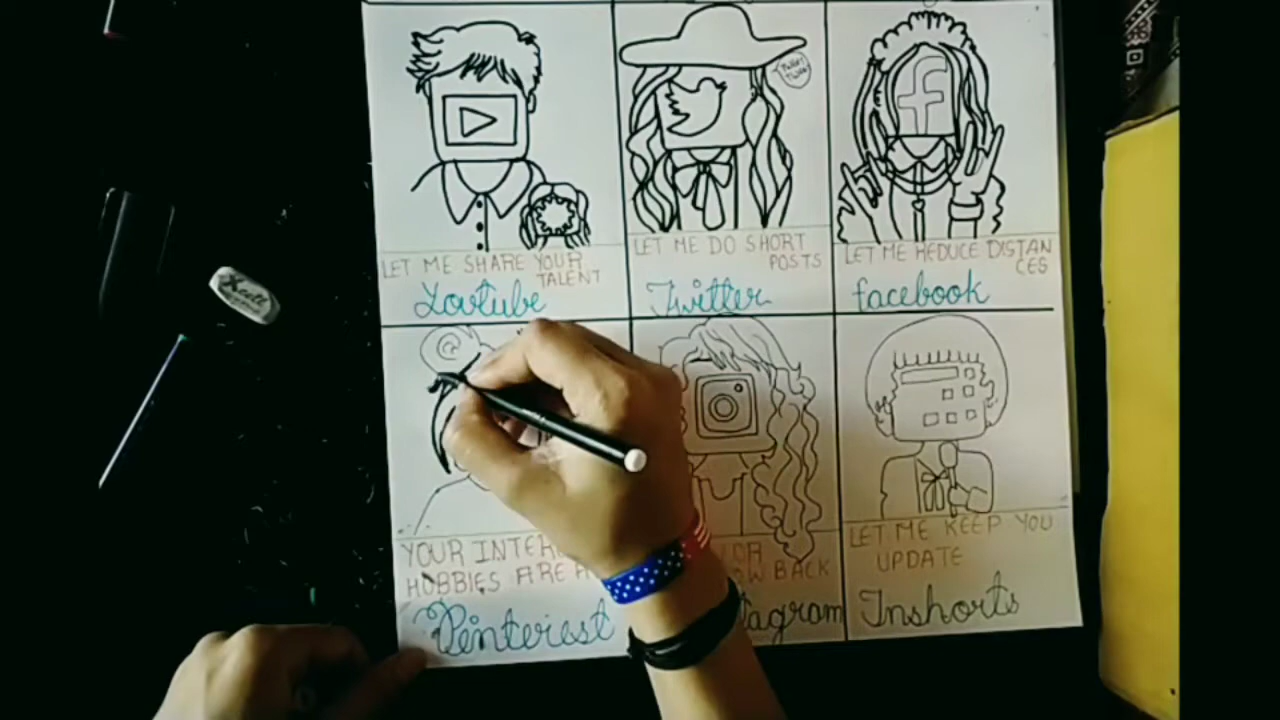 LET ME SHARE YOUR
TALENT
Youtube
LET ME DO SHORT
POSTS
Twitter
f
LET ME REDUCE DISTAN
CES
facebook
YOUR
HOBBIES ARE
Pinterest
BACK
LET ME KEEP YOU
UPDATE
Inshorts